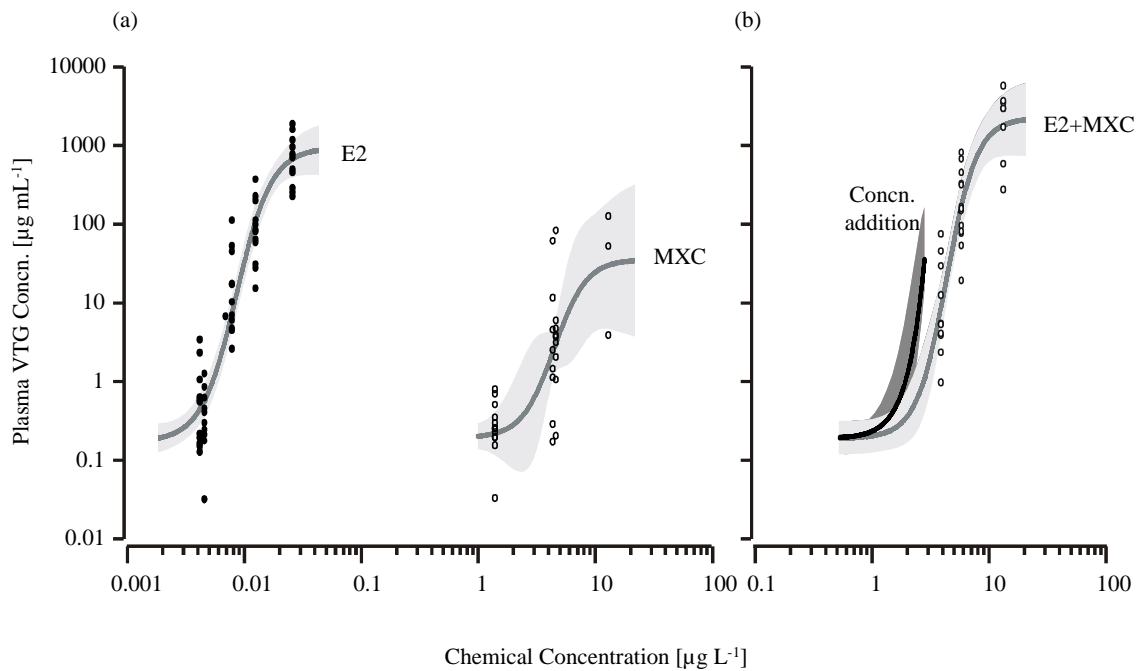 (a)
(b)
10000
1000
100
10
1
0.1
0.01
Plasma VTG Concn. [µg mL-1]
E2
MXC
Concn.
addition
E2+MXC
0.001
0.01
0.1
1
10
100
0.1
1
10
100
Chemical Concentration [µg L-1]